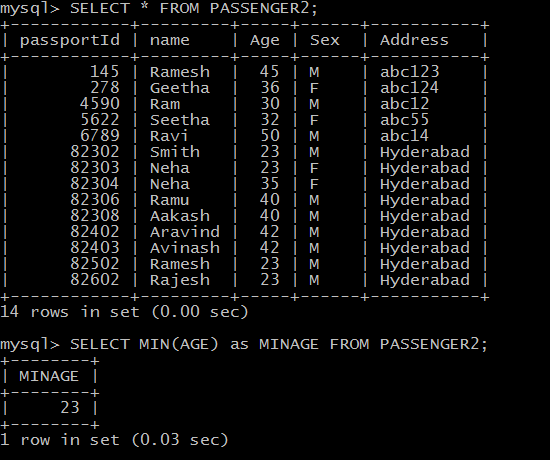 mysql> SELECT * FROM PASSENGER2;
+------------+---------+-----+------+-----------+
| passportId | name    | Age | Sex  | Address   |
+------------+---------+-----+------+-----------+
|        145 | Ramesh  |  45 | M    | abc123    |
|        278 | Geetha  |  36 | F    | abc124    |
|       4590 | Ram     |  30 | M    | abc12     |
|       5622 | Seetha  |  32 | F    | abc55     |
|       6789 | Ravi    |  50 | M    | abc14     |
|      82302 | Smith   |  23 | M    | Hyderabad |
|      82303 | Neha    |  23 | F    | Hyderabad |
|      82304 | Neha    |  35 | F    | Hyderabad |
|      82306 | Ramu    |  40 | M    | Hyderabad |
|      82308 | Aakash  |  40 | M    | Hyderabad |
|      82402 | Aravind |  42 | M    | Hyderabad |
|      82403 | Avinash |  42 | M    | Hyderabad |
|      82502 | Ramesh  |  23 | M    | Hyderabad |
|      82602 | Rajesh  |  23 | M    | Hyderabad |
+------------+---------+-----+------+-----------+
14 rows in set (0.00 sec)
mysql> SELECT MIN(AGE) as MINAGE FROM PASSENGER2;
+--------+
| MINAGE |
+--------+
|     23 |
+--------+
1 row in set (0.03 sec)